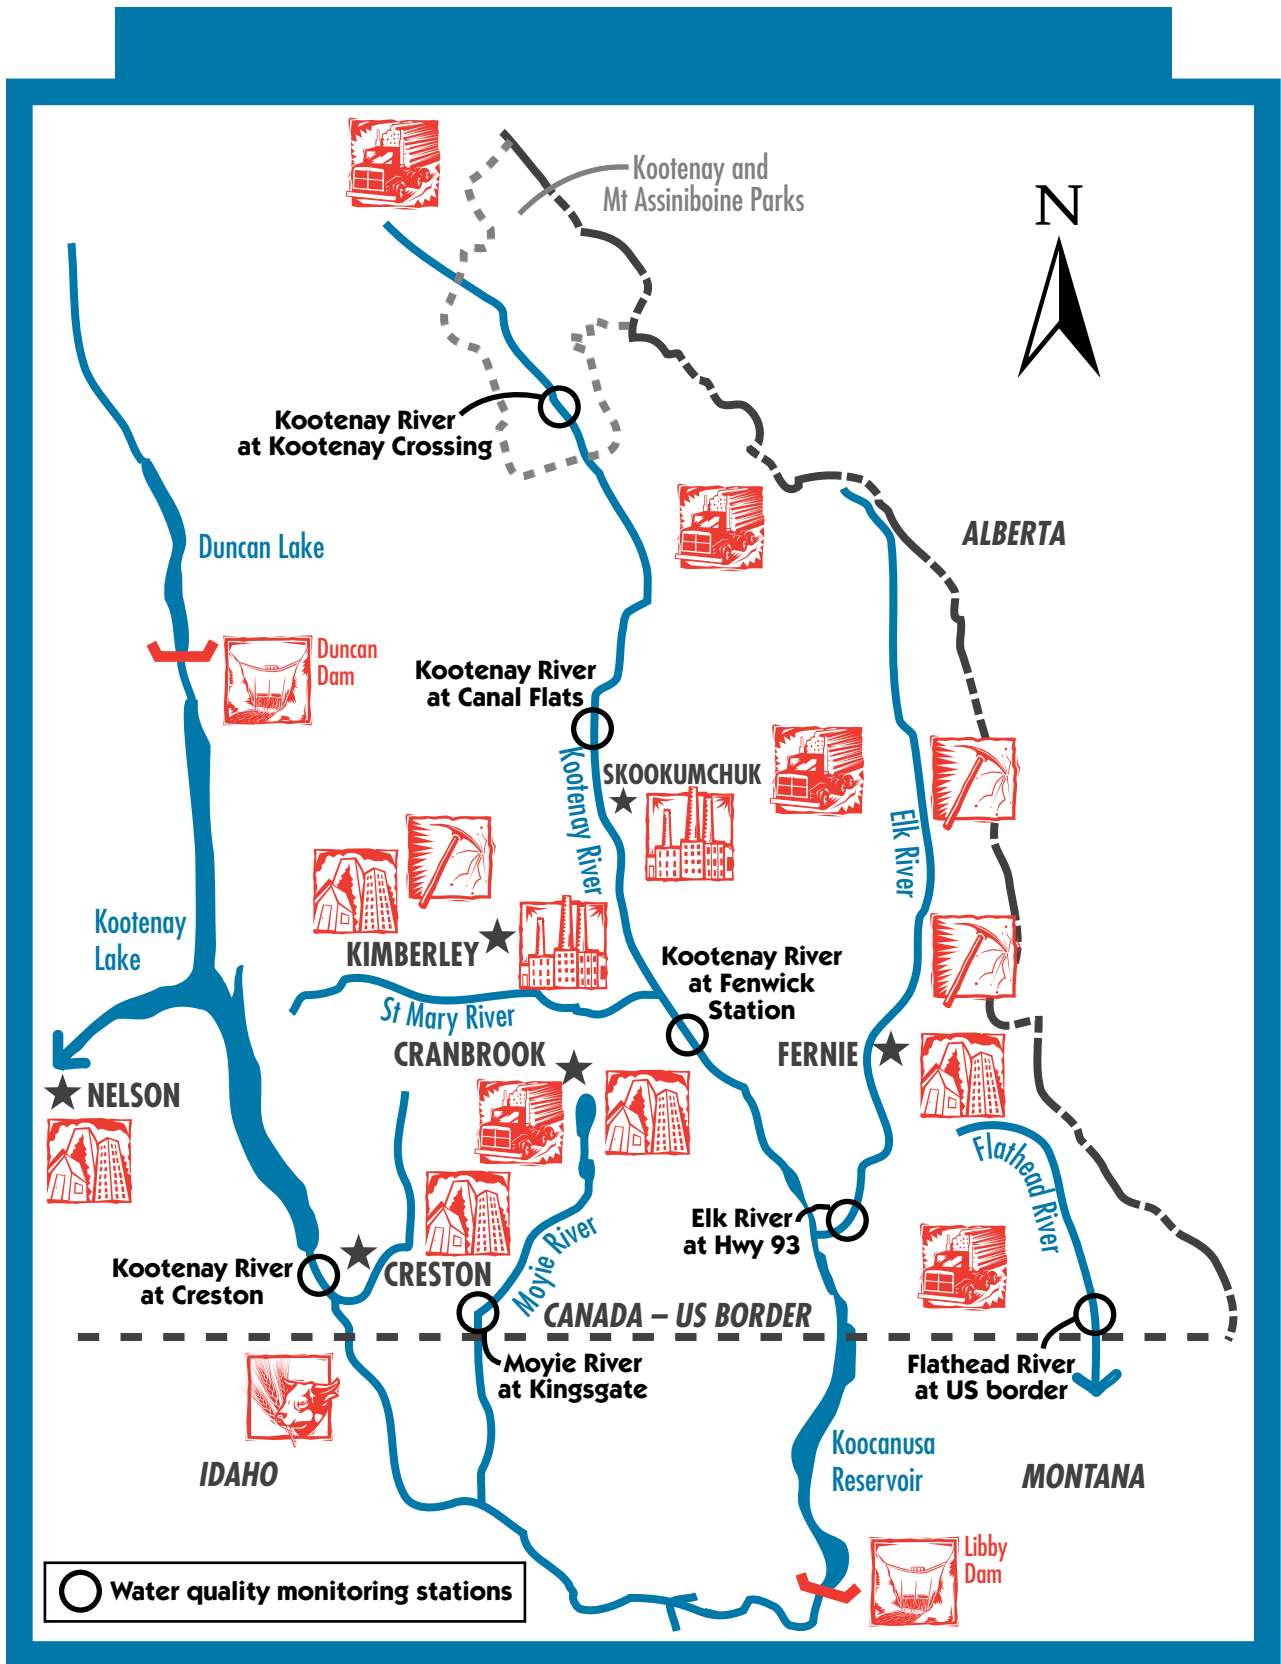 Kootenay and
Mt Assiniboine Parks
N
Kootenay River
at Kootenay Crossing
Duncan Lake
ALBERTA
Duncan
Dam
Kootenay River
at Canal Flats
Kootenay River
SKOOKUMCHUK
Elk River
Kootenay
Lake
KIMBERLEY
Kootenay River
at Fenwick
Station
St Mary River
CRANBROOK
FERNIE
NELSON
Flathead River
Elk River
at Hwy 93
Moyie River
Kootenay River
at Creston
CRESTON
CANADA – US BORDER
Moyie River
at Kingsgate
Flathead River
at US border
Koocanusa
Reservoir
IDAHO
MONTANA
Libby
Dam
Water quality monitoring stations